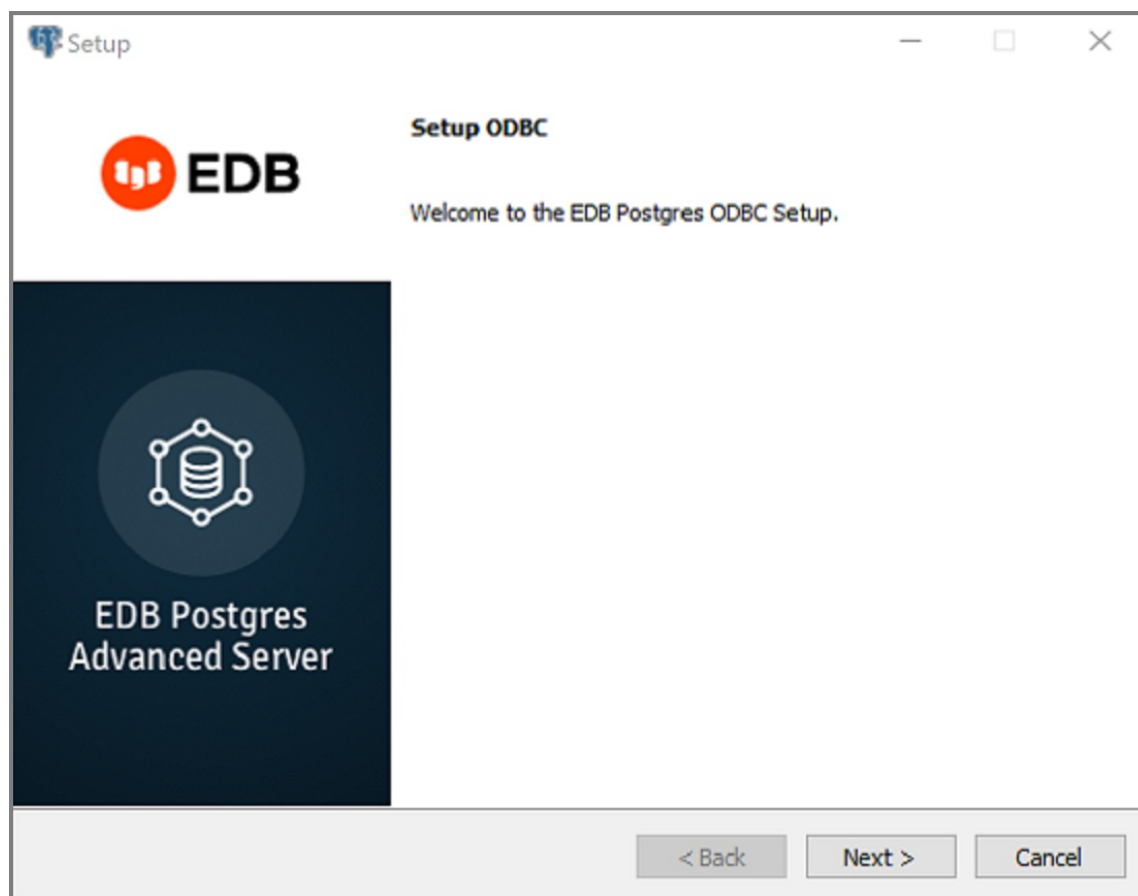 Setup
EDB
Setup ODBC
Welcome to the EDB Postgres ODBC Setup.
EDB Postgres
Advanced Server
< Back
Next >
Cancel